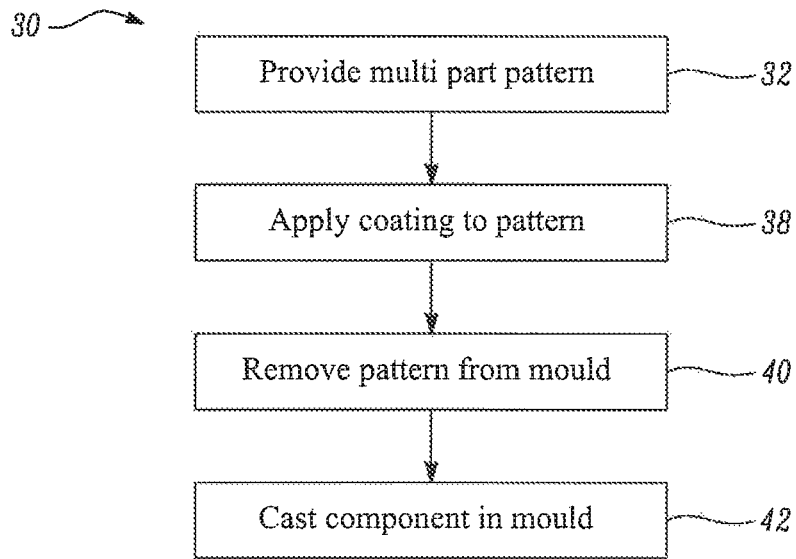 30
Provide multi part pattern
32
Apply coating to pattern
38
Remove pattern from mould
40
Cast component in mould
42